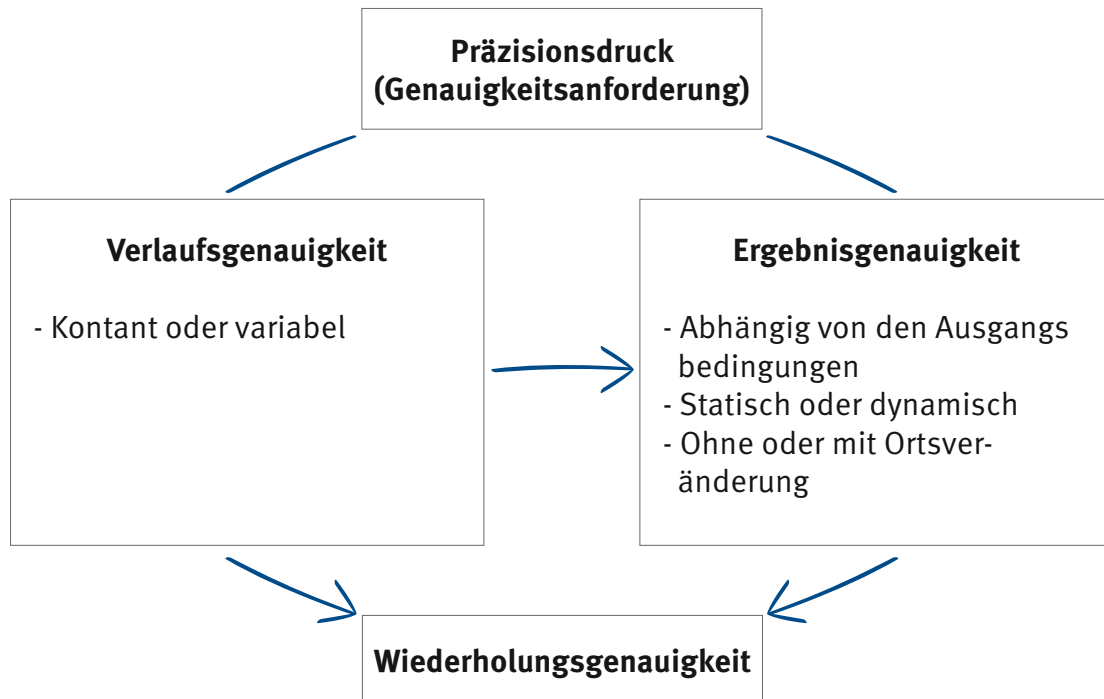 Präzisionsdruck
(Genauigkeitsanforderung)
Verlaufsgenauigkeit
- Kontant oder variabel
Ergebnisgenauigkeit
- Abhängig von den Ausgangs
bedingungen
- Statisch oder dynamisch
- Ohne oder mit Ortsver-
änderung
Wiederholungsgenauigkeit